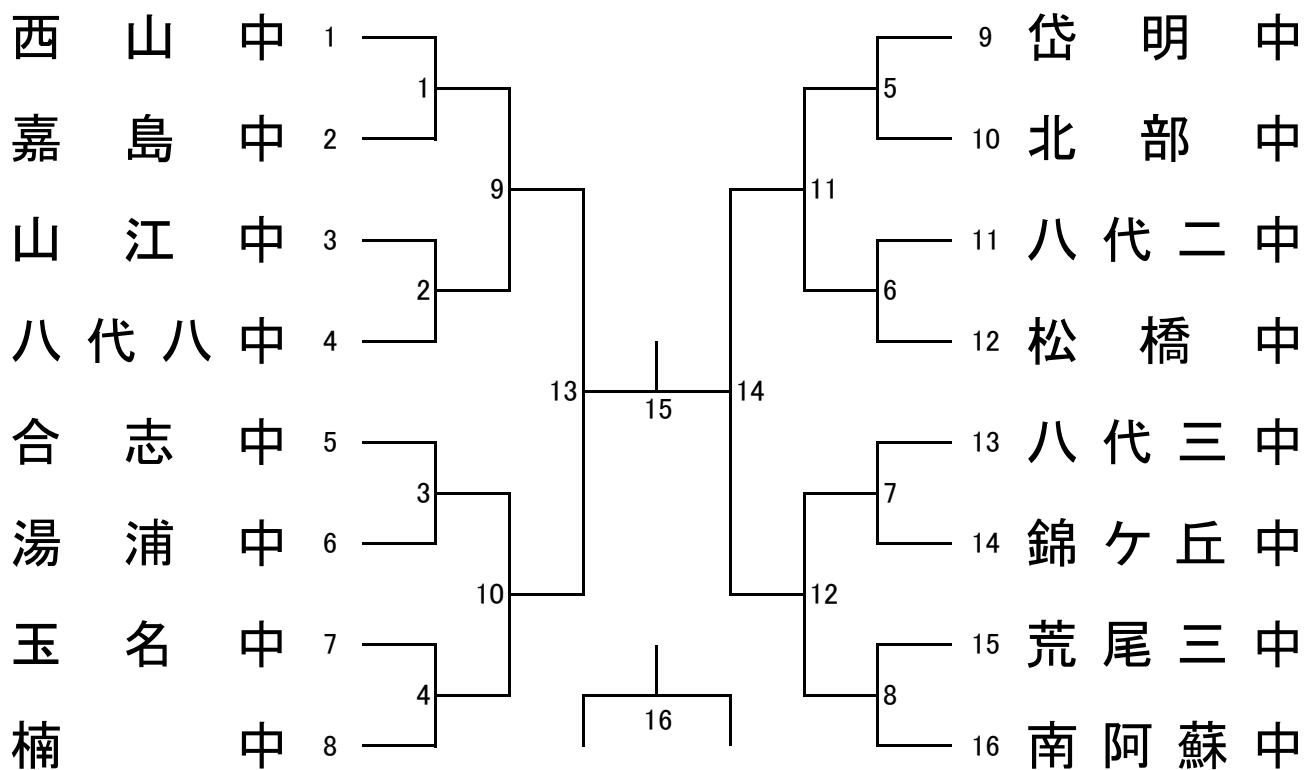 西山中 1
嘉島中 2
山江中 3
八代八中 4
合志中 5
湯浦中 6
玉名中 7
楠中 8
1
2
3
4
9
10
13
15
16
14
11
12
5
6
7
8
9 岱明中
10 北部中
11 八代二中
12 松橋中
13 八代三中
14 錦ケ丘中
15 荒尾三中
16 南阿蘇中